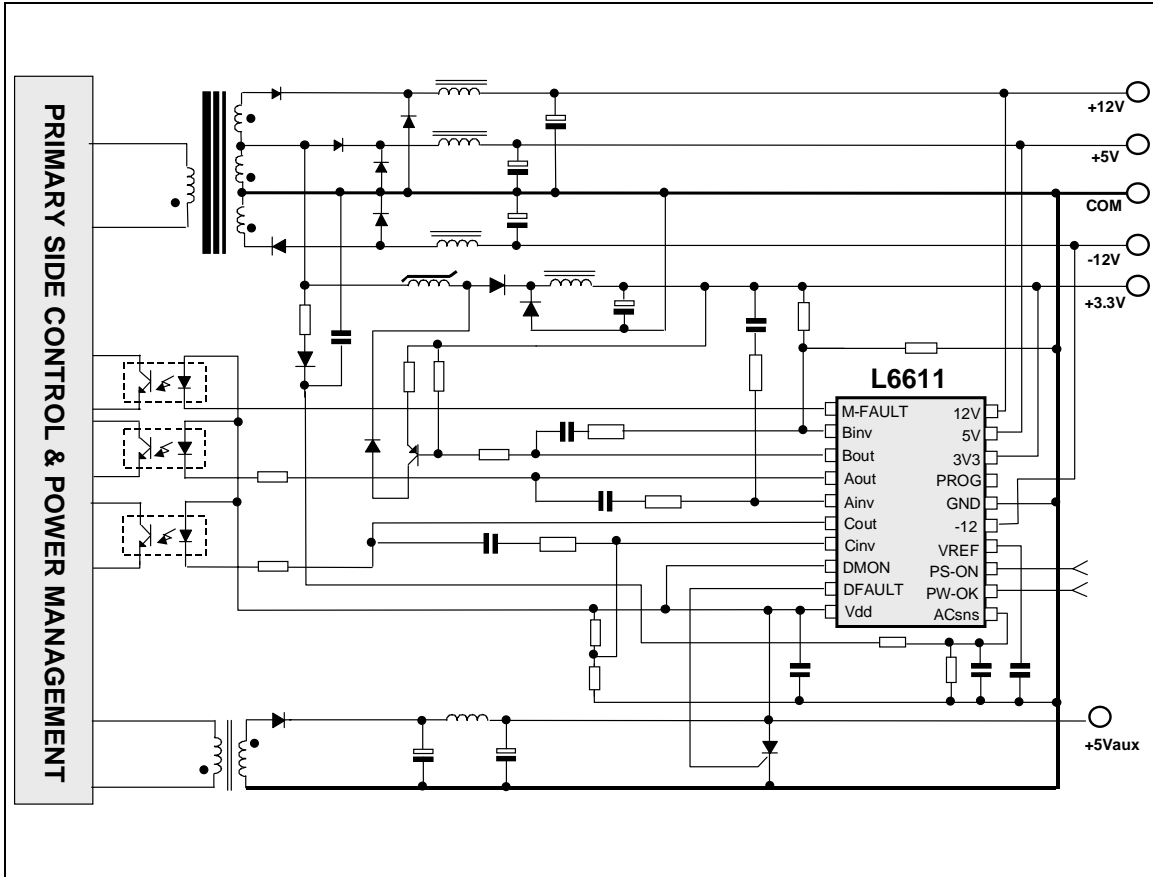 PRIMARY SIDE CONTROL & POWER MANAGEMENT
+12V
+5V
COM
-12V
+3.3V
L6611
M-FAULT
Binv
Bout
Aout
Ainv
Cout
Cinv
DMON
DFAULT
Vdd
12V
5V
3V3
PROG
GND
-12
VREF
PS-ON
PW-OK
ACsns
+5Vaux